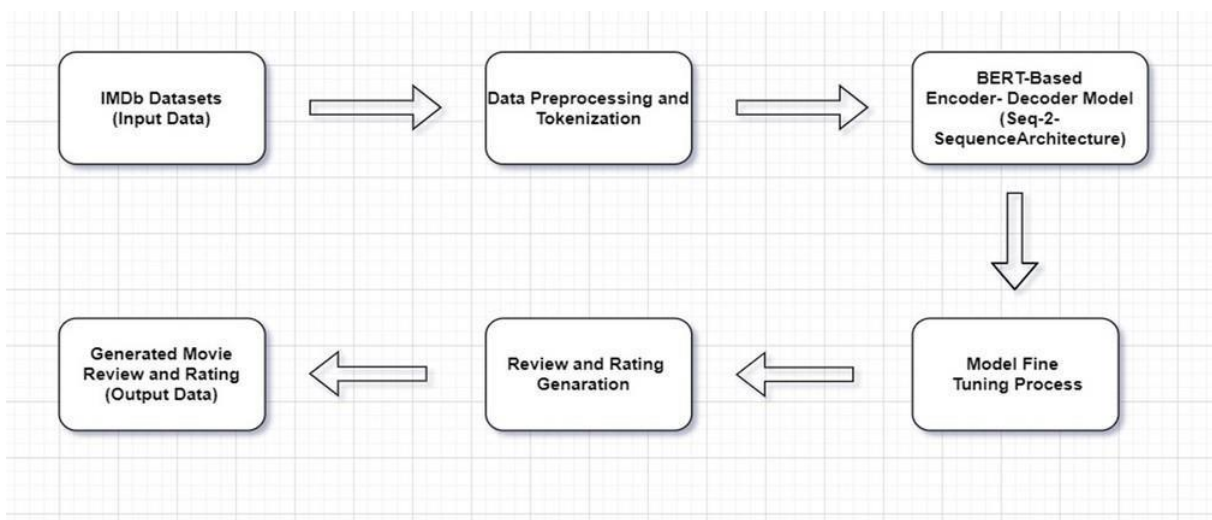 IMDb Datasets
(Input Data)
Data Preprocessing and
Tokenization
BERT-Based
Encoder- Decoder Model
(Seq-2-
SequenceArchitecture)
Model Fine
Tuning Process
Review and Rating
Genaration
Generated Movie
Review and Rating
(Output Data)